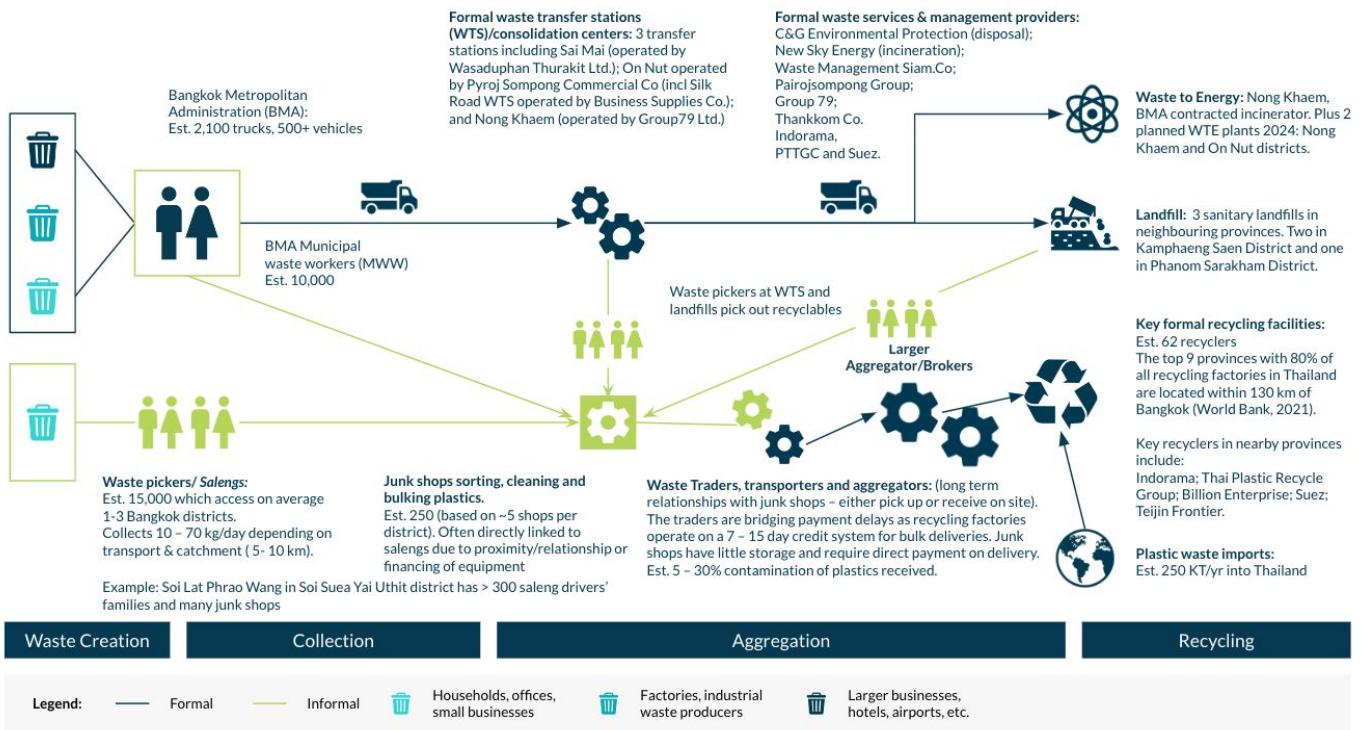 Formal waste transfer stations
(WTS)/consolidation centers: 3 transfer
stations including Sai Mai (operated by
Wasaduphan Thurakit Ltd.); On Nut operated
by Pyroj Sompong Commercial Co (incl Silk
Road WTS operated by Business Supplies Co.);
and Nong Khaem (operated by Group79 Ltd.)
Formal waste services & management providers:
C&G Environmental Protection (disposal);
New Sky Energy (incineration);
Waste Management Siam.Co;
Pairojsompong Group;
Group 79;
Thankkom Co.
Indorama,
PTTGC and Suez.
Bangkok Metropolitan
Administration (BMA):
Est. 2,100 trucks, 500+ vehicles
Waste to Energy: Nong Khaem,
BMA contracted incinerator. Plus 2
planned WTE plants 2024: Nong
Khaem and On Nut districts.
BMA Municipal
waste workers (MWW)
Est. 10,000
Landfill: 3 sanitary landfills in
neighbouring provinces. Two in
Kamphaeng Saen District and one
in Phanom Sarakham District.
Waste pickers at WTS and
landfills pick out recyclables
Larger
Aggregator/Brokers
Key formal recycling facilities:
Est. 62 recyclers
The top 9 provinces with 80% of
all recycling factories in Thailand
are located within 130 km of
Bangkok (World Bank, 2021).
Key recyclers in nearby provinces
include:
Indorama; Thai Plastic Recycle
Group; Billion Enterprise; Suez;
Teijin Frontier.
Waste pickers/ Salengs:
Est. 15,000 which access on average
1-3 Bangkok districts.
Collects 10 – 70 kg/day depending on
transport & catchment ( 5- 10 km).
Junk shops sorting, cleaning and
bulking plastics.
Est. 250 (based on ~5 shops per
district). Often directly linked to
salengs due to proximity/relationship or
financing of equipment
Example: Soi Lat Phrao Wang in Soi Suea Yai Uthit district has > 300 saleng drivers'
families and many junk shops
Waste Traders, transporters and aggregators: (long term
relationships with junk shops – either pick up or receive on site).
The traders are bridging payment delays as recycling factories
operate on a 7 – 15 day credit system for bulk deliveries. Junk
shops have little storage and require direct payment on delivery.
Est. 5 – 30% contamination of plastics received.
Plastic waste imports:
Est. 250 KT/yr into Thailand
Waste Creation
Collection
Aggregation
Recycling
Legend:
Formal
Informal
Households, offices,
small businesses
Factories, industrial
waste producers
Larger businesses,
hotels, airports, etc.